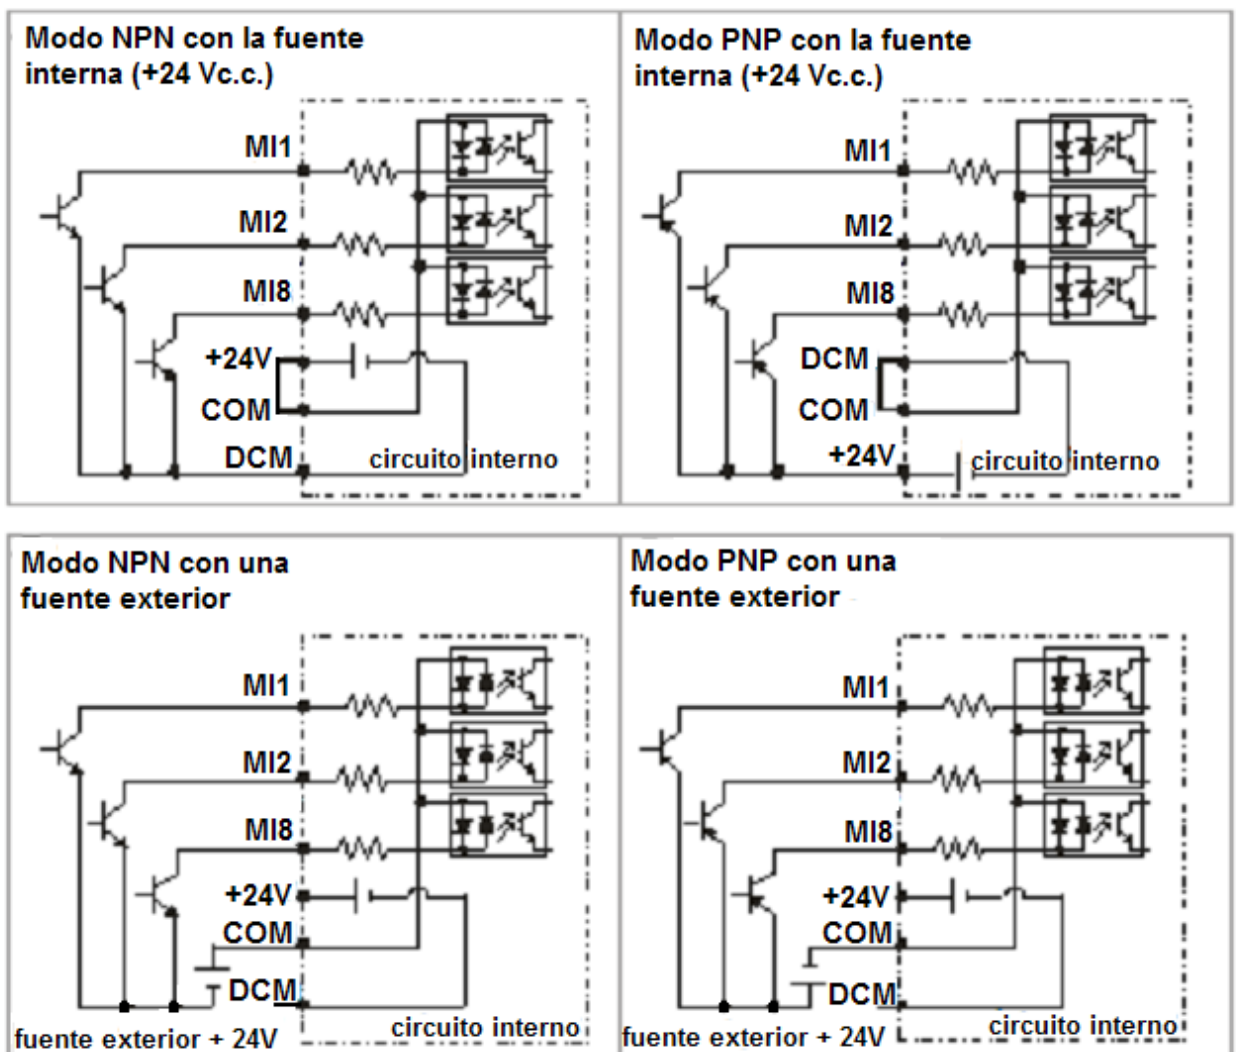 Modo NPN con la fuente
interna (+24 Vc.c.)
MI1
MI2
MI8
+24V
COM
DCM
circuito interno
Modo PNP con la fuente
interna (+24 Vc.c.)
MI1
MI2
MI8
DCM
COM
+24V
circuito interno
Modo NPN con una
fuente exterior
MI1
MI2
MI8
+24V
COM
DCM
circuito interno
fuente exterior + 24V
Modo PNP con una
fuente exterior
MI1
MI2
MI8
+24V
COM
DCM
circuito interno
fuente exterior + 24V